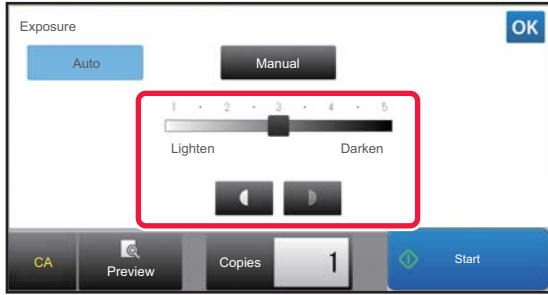 Exposure
OK
Auto
Manual
1 · 2 · 3 · 4 · 5
Lighten
Darken
CA
Preview
Copies
1
Start